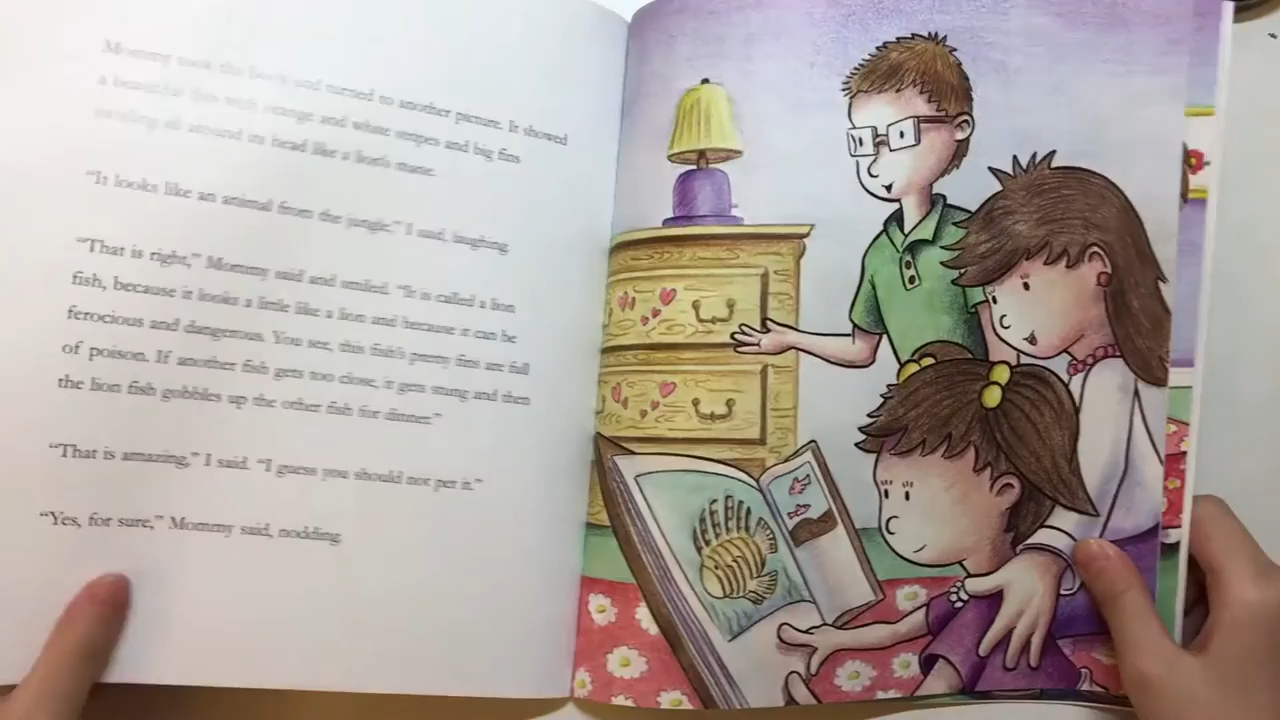 Mommy took the book and turned to another picture. It showed
a beautiful fish with orange and white stripes and big fins
swirling all around its head like a lion's mane.
“It looks like an animal from the jungle.” I said, laughing.
“That is right,” Mommy said and smiled. “It is called a lion
fish, because it looks a little like a lion and because it can be
ferocious and dangerous. You see, this fish's pretty fins are full
of poison. If another fish gets too close, it gets stung and then
the lion fish gobbles up the other fish for dinner.”
“That is amazing,” I said. “I guess you should not pet it.”
“Yes, for sure,” Mommy said, nodding.